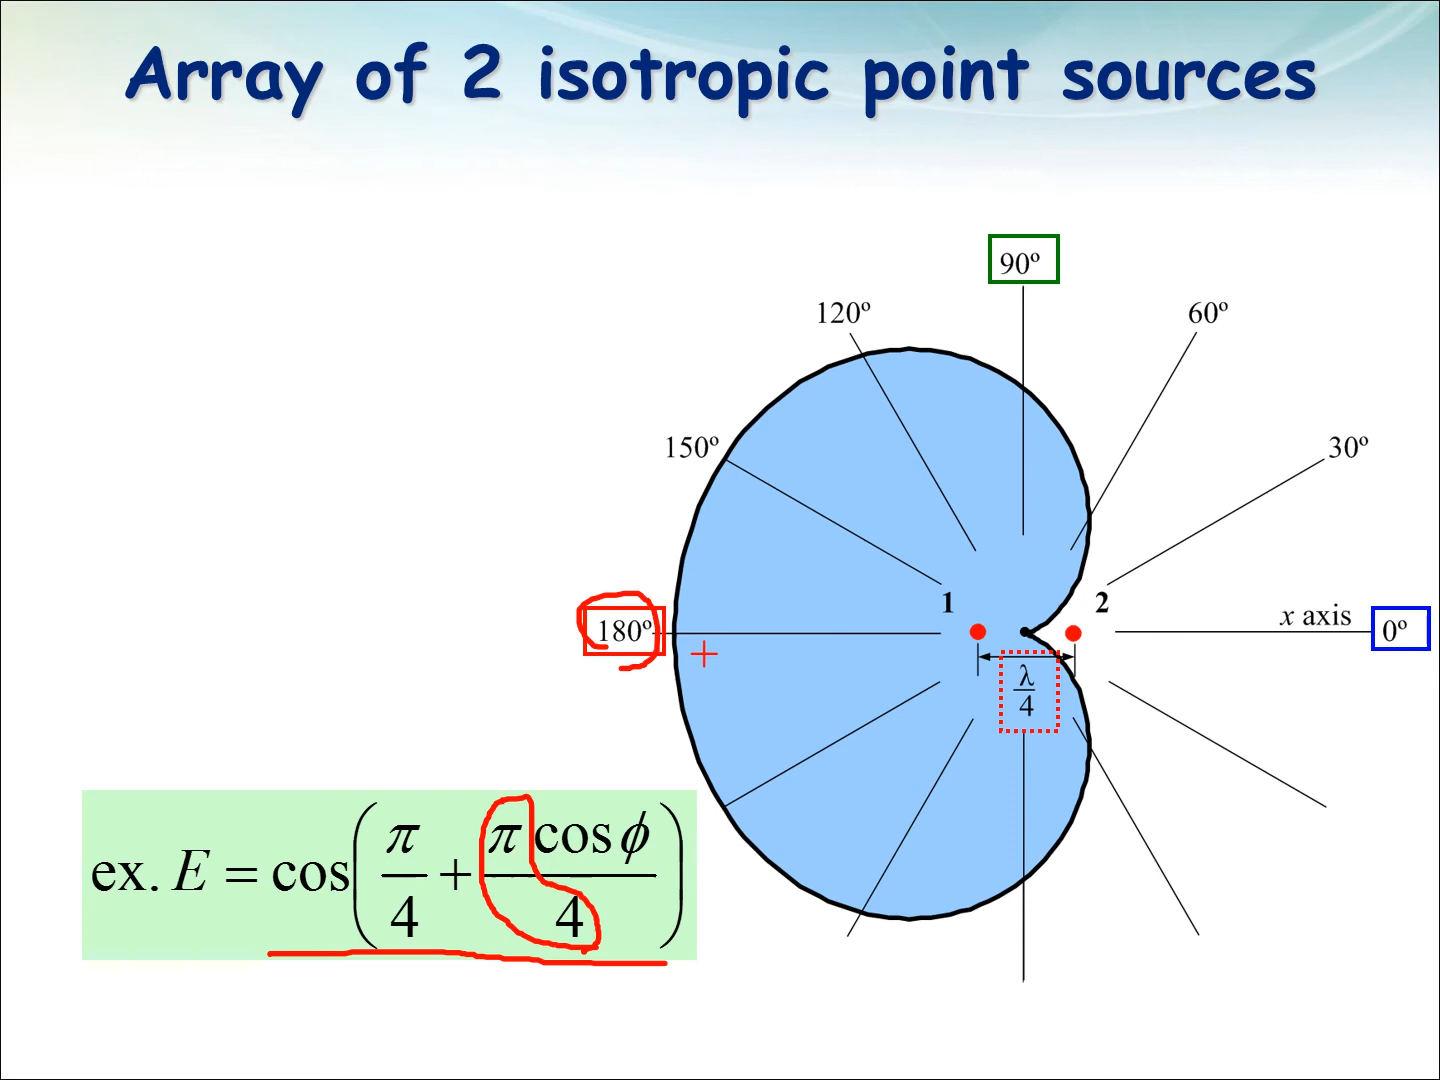 Array of 2 isotropic point sources
90º
120º
60º
150º
30º
1
2
180º
x axis
0º
λ/4
ex. E = cos(π/4 + π cos ϕ/4)